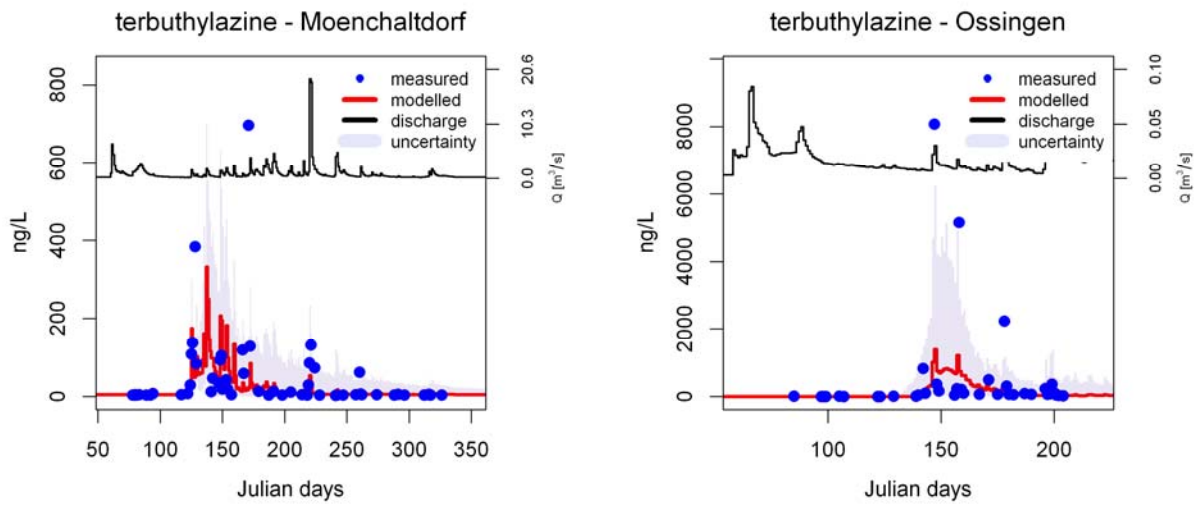 terbuthylazine - Moenchaltdorf
measured
modelled
discharge
uncertainty
800
600
400
200
0
ng/L
20.6
10.3
0.0
Q [m³/s]
50 100 150 200 250 300 350
Julian days
terbuthylazine - Ossingen
measured
modelled
discharge
uncertainty
8000
6000
4000
2000
0
ng/L
0.10
0.05
0.00
Q [m³/s]
100 150 200
Julian days